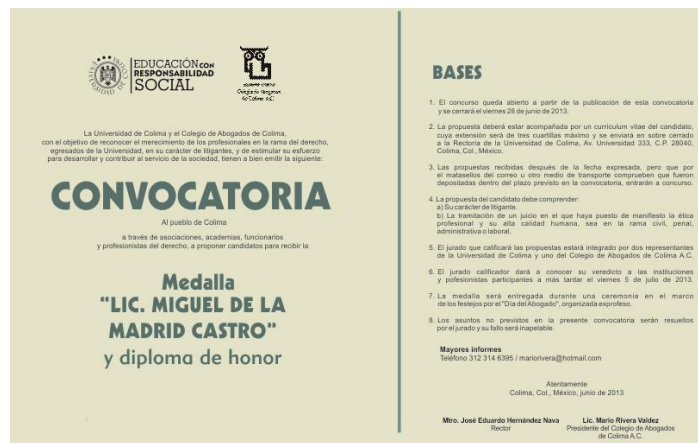 EDUCACIÓN CON
RESPONSABILIDAD
SOCIAL
La Universidad de Colima y el Colegio de Abogados de Colima,
con el objetivo de reconocer el merecimiento de los profesionales en la rama del derecho,
egresados de la Universidad, en su carácter de litigantes, y de estimular su esfuerzo
para desarrollar y contribuir al servicio de la sociedad, tienen a bien emitir la siguiente:
CONVOCATORIA
Al pueblo de Colima
a través de asociaciones, academias, funcionarios
y profesionistas del derecho, a proponer candidatos para recibir la
Medalla
"LIC. MIGUEL DE LA
MADRID CASTRO"
y diploma de honor
BASES
1. El concurso queda abierto a partir de la publicación de esta convocatoria
y se cerrará el viernes 28 de junio de 2013.
2. La propuesta deberá estar acompañada por un curriculum vitae del candidato,
cuya extensión será de tres cuartillas máximo y se enviará en sobre cerrado
a la Rectoría de la Universidad de Colima, Av. Universidad 333, C.P. 28040,
Colima, Col., México.
3. Las propuestas recibidas después de la fecha expresada, pero que por
el matasellos del correo u otro medio de transporte comprueben que fueron
depositadas dentro del plazo previsto en la convocatoria, entrarán a concurso.
4. La propuesta del candidato debe comprender:
a) Su carácter de litigante.
b) La tramitación de un juicio en el que haya puesto de manifiesto la ética
profesional y su alta calidad humana, sea en la rama civil, penal,
administrativa o laboral.
5. El jurado que calificará las propuestas estará integrado por dos representantes
de la Universidad de Colima y uno del Colegio de Abogados de Colima A.C.
6. El jurado calificador dará a conocer su veredicto a las instituciones
y pofesionistas participantes a más tardar el viernes 5 de julio de 2013.
7. La medalla será entregada durante una ceremonia en el marco
de los festejos por el "Día del Abogado", organizada exprofeso.
8. Los asuntos no previstos en la presente convocatoria serán resueltos
por el jurado y su fallo será inapelable.
Mayores informes
Teléfono 312 314 6395 / mariorivera@hotmail.com
Atentamente
Colima, Col., México, junio de 2013
Mtro. José Eduardo Hernández Nava
Rector
Lic. Mario Rivera Valdez
Presidente del Colegio de Abogados
de Colima A.C.